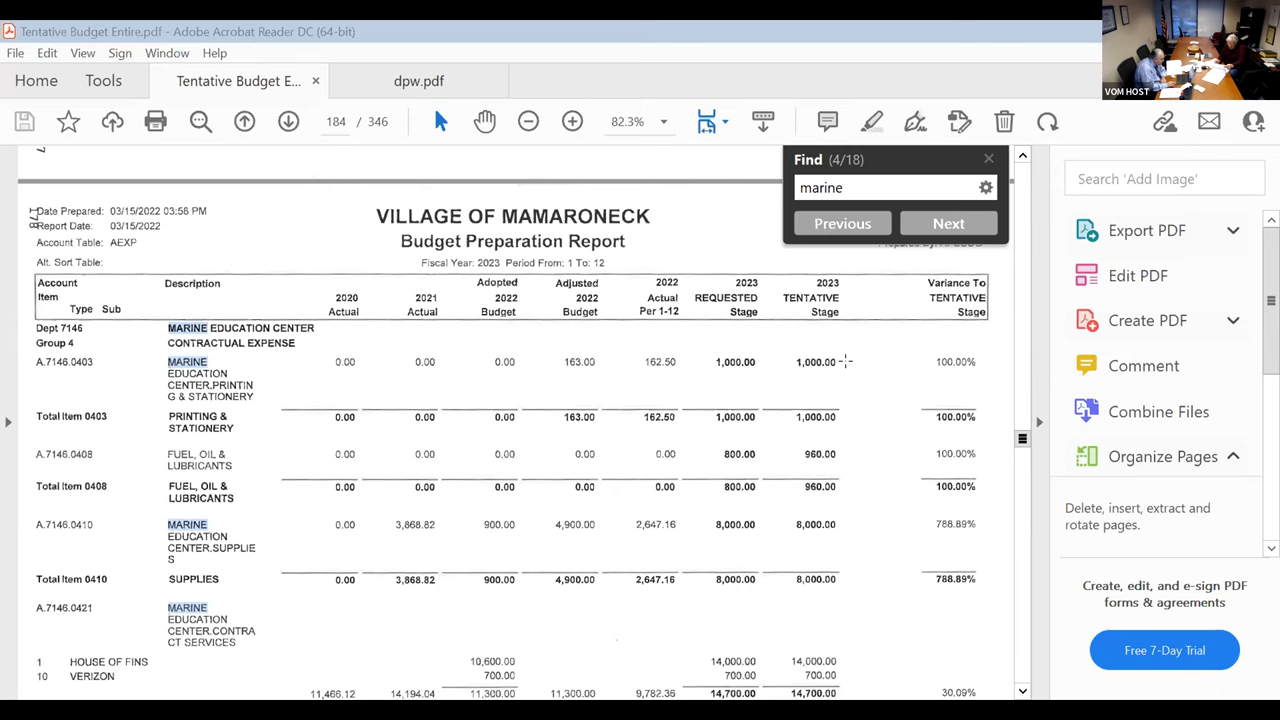 Tentative Budget Entire.pdf - Adobe Acrobat Reader DC (64-bit)
File Edit View Sign Window Help
Home Tools Tentative Budget E... × dpw.pdf
184 / 346 82.3%
VOM HOST
Find (4/18)
marine
Previous Next
Date Prepared: 03/15/2022 03:58 PM
Report Date: 03/15/2022
Account Table: AEXP
Alt. Sort Table:
VILLAGE OF MAMARONECK
Budget Preparation Report
Fiscal Year: 2023 Period From: 1 To: 12
Account Description Adopted Adjusted 2022 2023 2023 Variance To
Item 2020 2021 2022 2022 Actual REQUESTED TENTATIVE TENTATIVE
Type Sub Actual Actual Budget Budget Per 1-12 Stage Stage Stage
Dept 7146 MARINE EDUCATION CENTER
Group 4 CONTRACTUAL EXPENSE
A.7146.0403 MARINE 0.00 0.00 0.00 163.00 162.50 1,000.00 1,000.00 100.00%
EDUCATION
CENTER.PRINTIN
G & STATIONERY
Total Item 0403 PRINTING & 0.00 0.00 0.00 163.00 162.50 1,000.00 1,000.00 100.00%
STATIONERY
A.7146.0408 FUEL, OIL & 0.00 0.00 0.00 0.00 0.00 800.00 960.00 100.00%
LUBRICANTS
Total Item 0408 FUEL, OIL & 0.00 0.00 0.00 0.00 0.00 800.00 960.00 100.00%
LUBRICANTS
A.7146.0410 MARINE 0.00 3,868.82 900.00 4,900.00 2,647.16 8,000.00 8,000.00 788.89%
EDUCATION
CENTER.SUPPLIE
S
Total Item 0410 SUPPLIES 0.00 3,868.82 900.00 4,900.00 2,647.16 8,000.00 8,000.00 788.89%
A.7146.0421 MARINE
EDUCATION
CENTER.CONTRA
CT SERVICES
1 HOUSE OF FINS 10,600.00 14,000.00 14,000.00
10 VERIZON 700.00 700.00 700.00
11,466.12 14,194.04 11,300.00 11,300.00 9,782.36 14,700.00 14,700.00 30.09%
Search 'Add Image'
Export PDF
Edit PDF
Create PDF
Comment
Combine Files
Organize Pages
Delete, insert, extract and
rotate pages.
Create, edit, and e-sign PDF
forms & agreements
Free 7-Day Trial